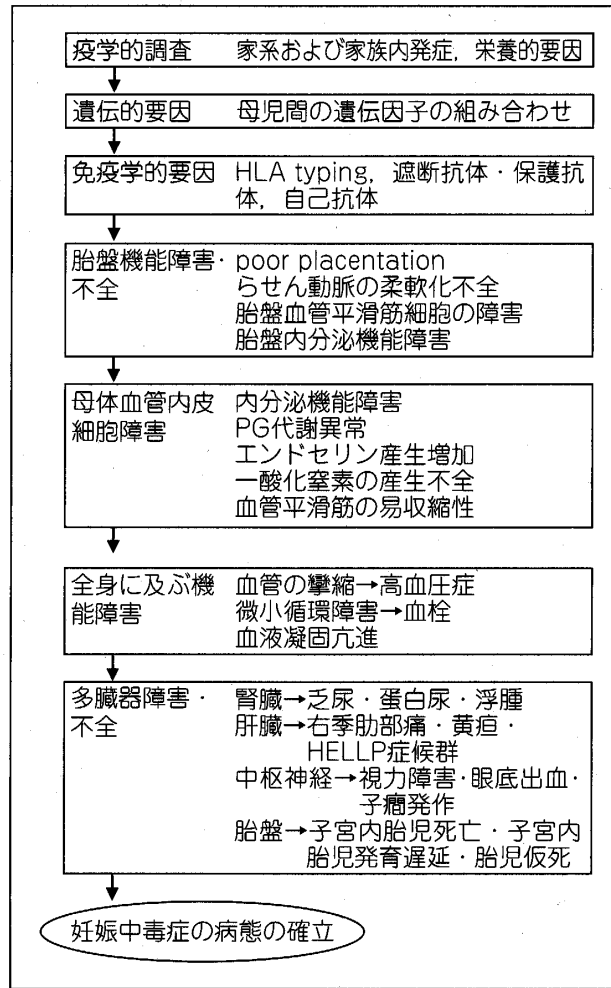 疫学的調査　家系および家族内発症，栄養的要因
遺伝的要因　母児間の遺伝因子の組み合わせ
免疫学的要因　HLA typing，遮断抗体・保護抗
体，自己抗体
胎盤機能障害・　poor placentation
不全　らせん動脈の柔軟化不全
胎盤血管平滑筋細胞の障害
胎盤内分泌機能障害
母体血管内皮　内分泌機能障害
細胞障害　PG代謝異常
エンドセリン産生増加
一酸化窒素の産生不全
血管平滑筋の易収縮性
全身に及ぶ機　血管の攣縮→高血圧症
能障害　微小循環障害→血栓
血液凝固亢進
多臓器障害・　腎臓→乏尿・蛋白尿・浮腫
不全　肝臓→右季肋部痛・黄疸・
HELLP症候群
中枢神経→視力障害・眼底出血・
子癇発作
胎盤→子宮内胎児死亡・子宮内
胎児発育遅延・胎児仮死
妊娠中毒症の病態の確立